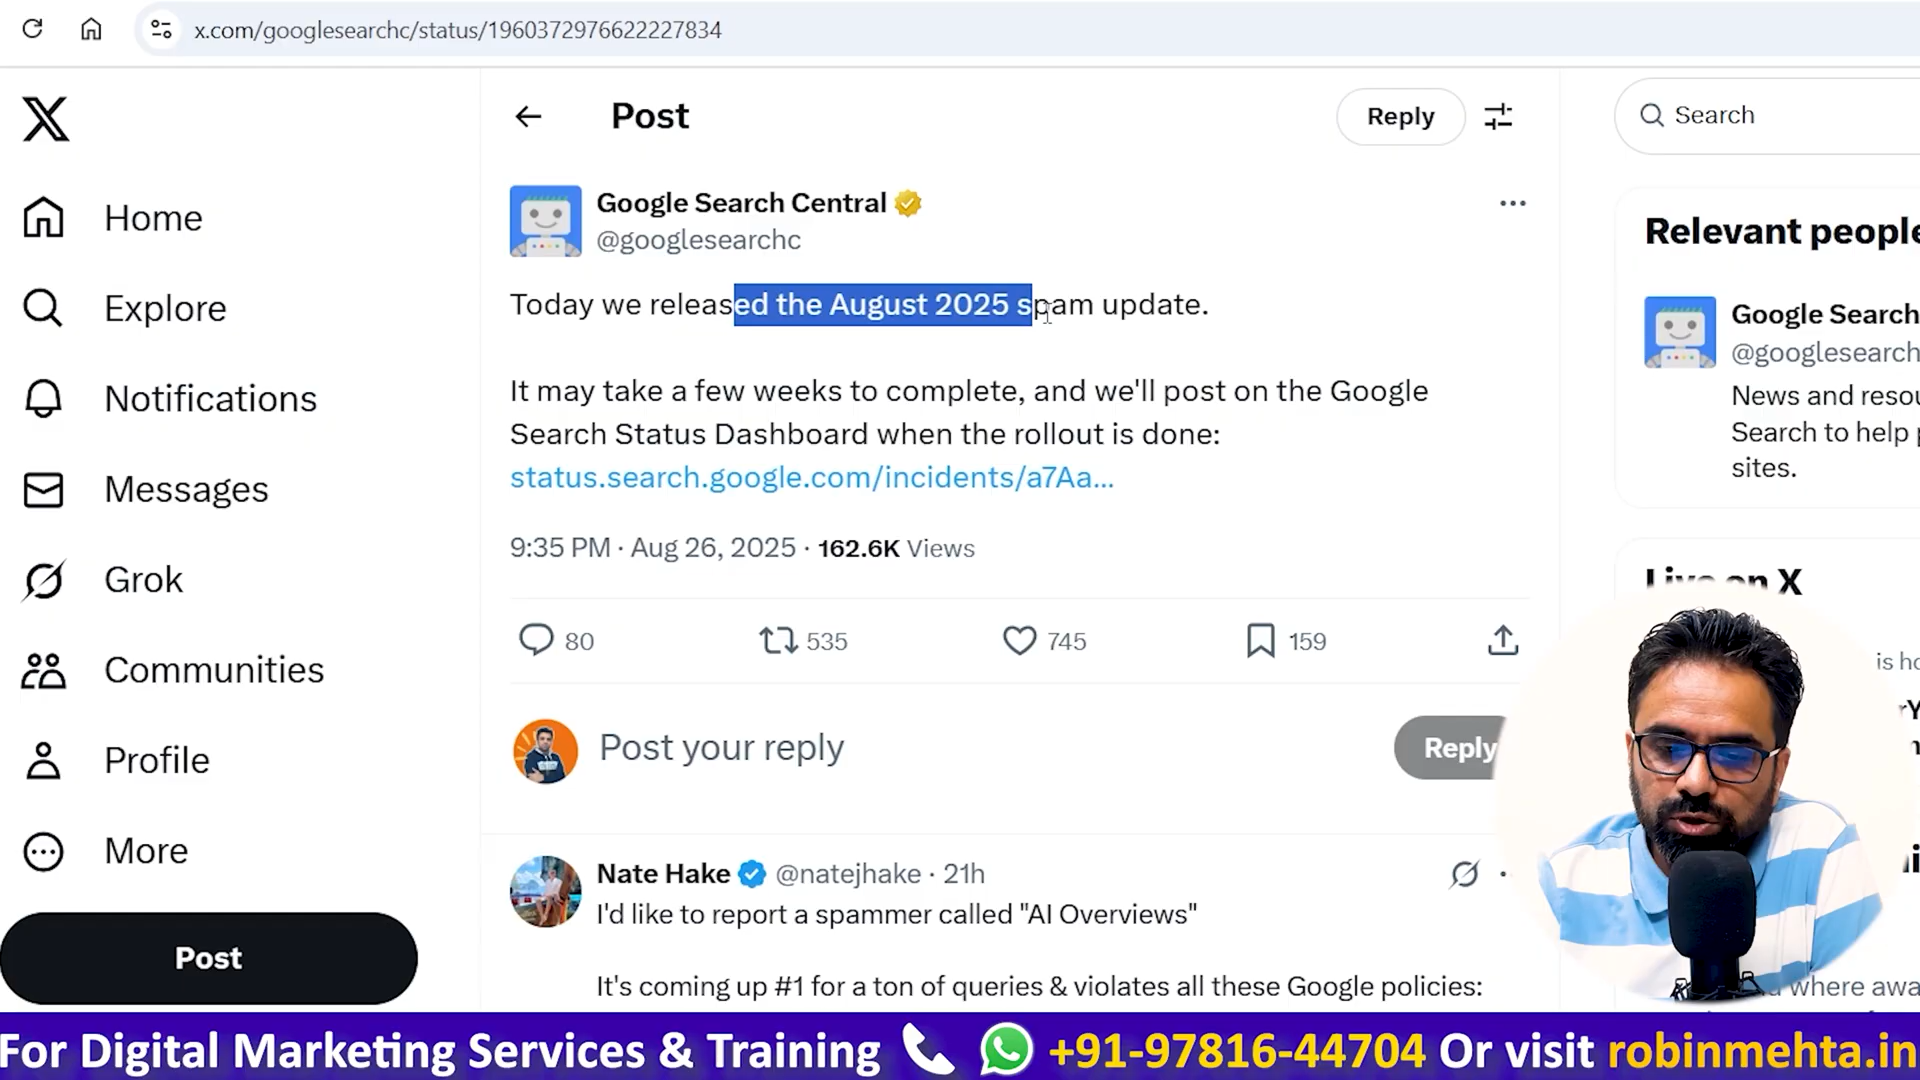 x.com/googlesearchc/status/1960372976622227834
Post
Reply
Search
Home
Explore
Notifications
Messages
Grok
Communities
Profile
More
Post
Google Search Central
@googlesearchc
Today we released the August 2025 spam update.
It may take a few weeks to complete, and we'll post on the Google
Search Status Dashboard when the rollout is done:
status.search.google.com/incidents/a7Aa...
9:35 PM · Aug 26, 2025 · 162.6K Views
80 535 745 159
Post your reply
Reply
Nate Hake @natejhake · 21h
I'd like to report a spammer called "AI Overviews"
It's coming up #1 for a ton of queries & violates all these Google policies:
Relevant people
Google Search
@googlesearch
News and resou
Search to help p
sites.
Live on X
is ho
where awa
For Digital Marketing Services & Training +91-97816-44704 Or visit robinmehta.in